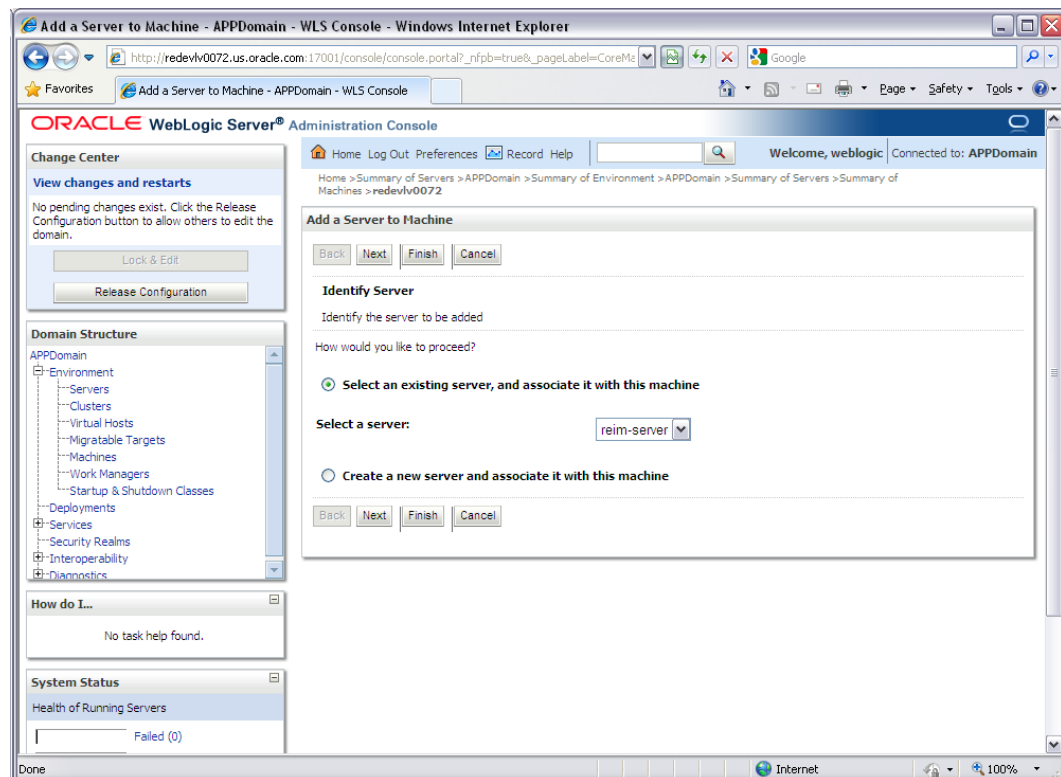 Add a Server to Machine - APPDomain - WLS Console - Windows Internet Explorer
http://redevlv0072.us.oracle.com:17001/console/console.portal?_nfpb=true&_pageLabel=CoreMa
Google
Favorites
Add a Server to Machine - APPDomain - WLS Console
Page
Safety
Tools
ORACLE WebLogic Server® Administration Console
Change Center
View changes and restarts
No pending changes exist. Click the Release
Configuration button to allow others to edit the
domain.
Lock & Edit
Release Configuration
Domain Structure
APPDomain
Environment
Servers
Clusters
Virtual Hosts
Migratable Targets
Machines
Work Managers
Startup & Shutdown Classes
Deployments
Services
Security Realms
Interoperability
Diagnostics
How do I...
No task help found.
System Status
Health of Running Servers
Failed (0)
Home Log Out Preferences Record Help
Welcome, weblogic Connected to: APPDomain
Home >Summary of Servers >APPDomain >Summary of Environment >APPDomain >Summary of Servers >Summary of
Machines >redevlv0072
Add a Server to Machine
Back Next Finish Cancel
Identify Server
Identify the server to be added
How would you like to proceed?
Select an existing server, and associate it with this machine
Select a server: reim-server
Create a new server and associate it with this machine
Back Next Finish Cancel
Done
Internet
100%